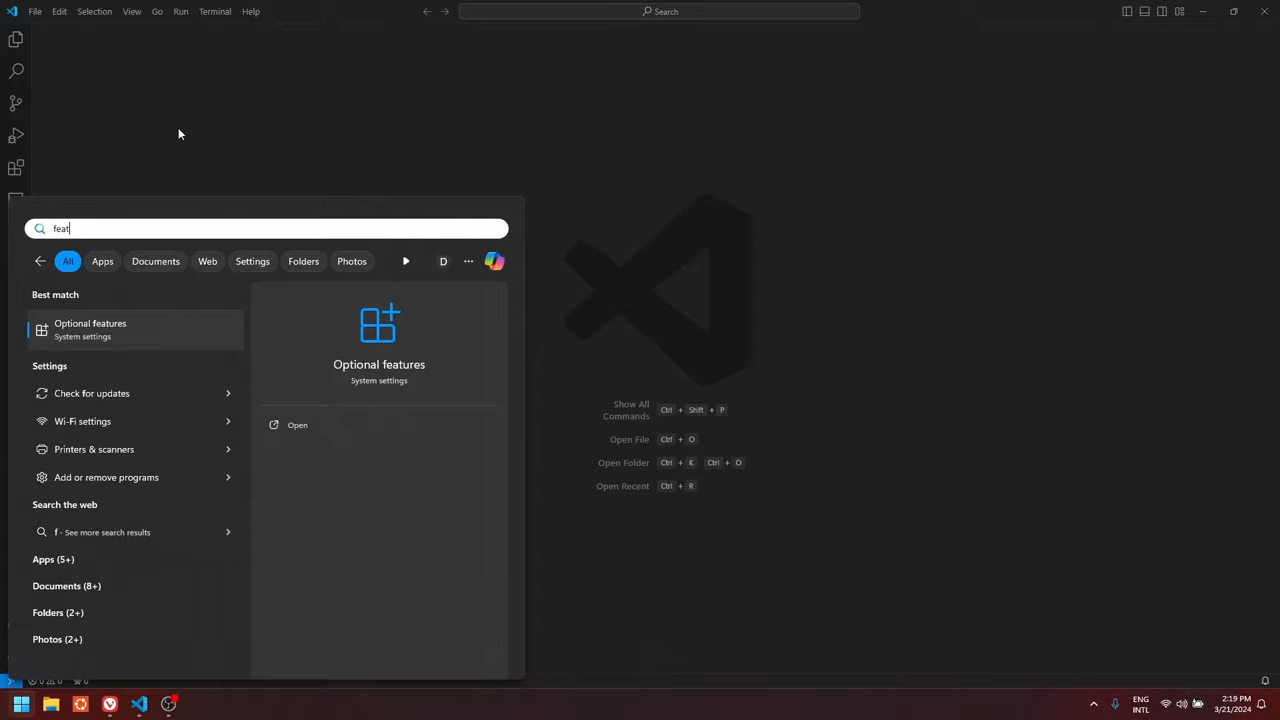 File Edit Selection View Go Run Terminal Help
Search
feat
All Apps Documents Web Settings Folders Photos D
Best match
Optional features
System settings
Settings
Check for updates
Wi-Fi settings
Printers & scanners
Add or remove programs
Search the web
f - See more search results
Apps (5+)
Documents (8+)
Folders (2+)
Photos (2+)
Optional features
System settings
Open
Show All
Commands
Ctrl + Shift + P
Open File Ctrl + O
Open Folder Ctrl + K Ctrl + O
Open Recent Ctrl + R
ENG
INTL
2:19 PM
3/21/2024